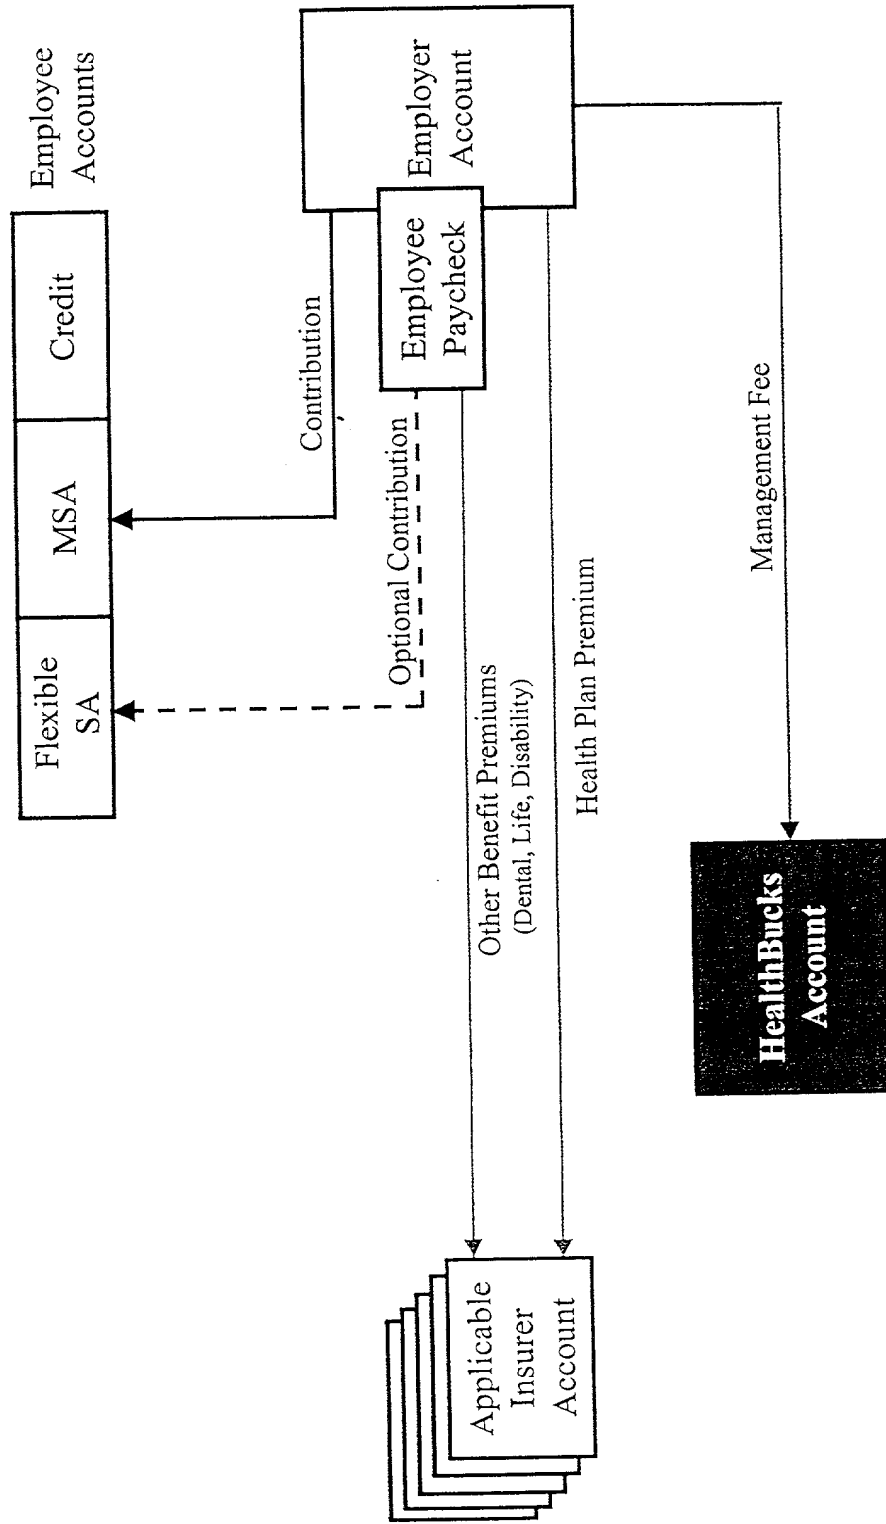 Flexible
SA
MSA
Credit
Employee
Accounts
Contribution
Optional Contribution
Employee
Paycheck
Employer
Account
Other Benefit Premiums
(Dental, Life, Disability)
Health Plan Premium
Applicable
Insurer
Account
Management Fee
HealthBucks
Account